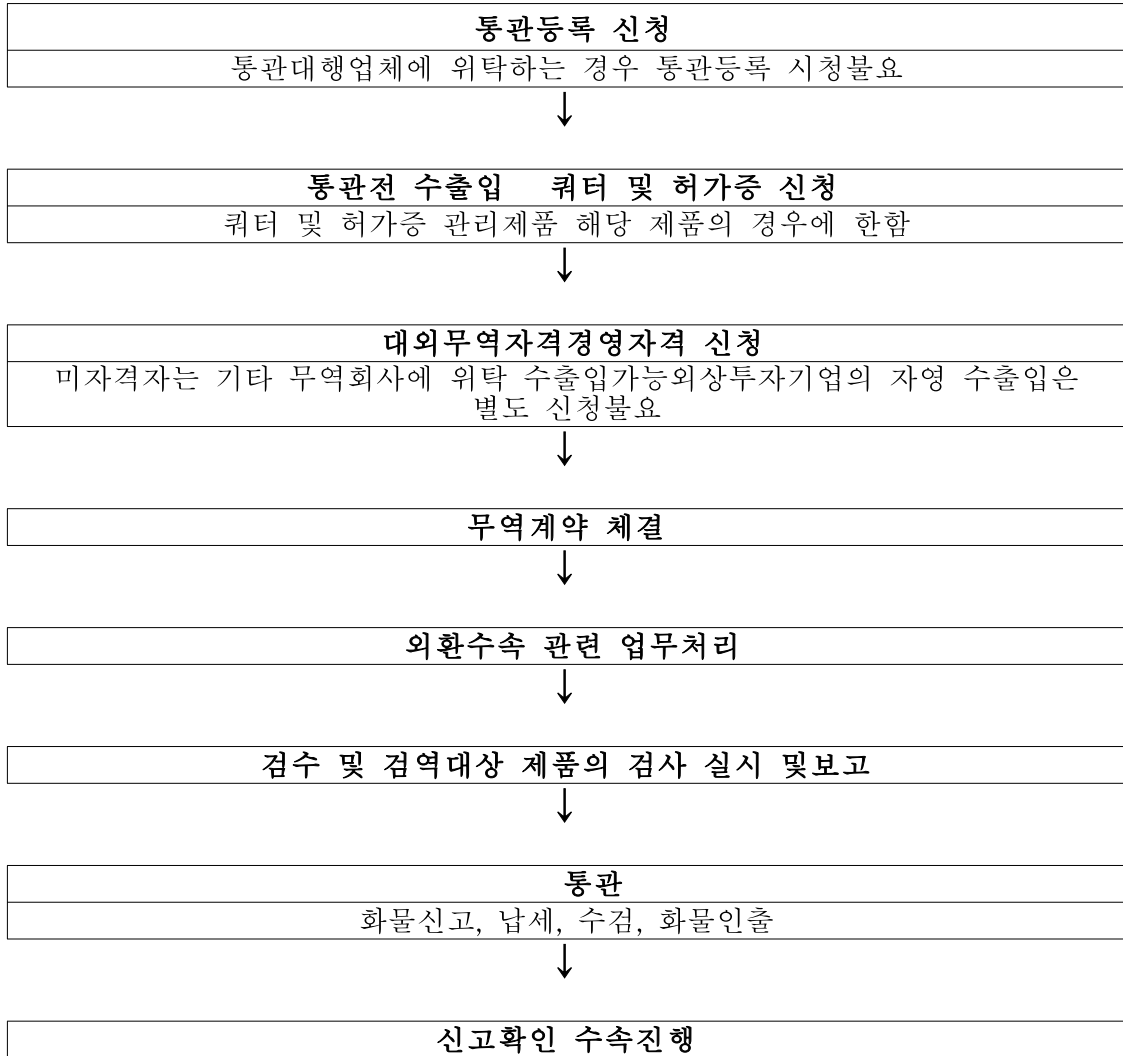 통관등록 신청
통관대행업체에 위탁하는 경우 통관등록 시청불요
↓
통관전 수출입 쿼터 및 허가증 신청
쿼터 및 허가증 관리제품 해당 제품의 경우에 한함
↓
대외무역자격경영자격 신청
미자격자는 기타 무역회사에 위탁 수출입가능외상투자기업의 자영 수출입은
별도 신청불요
↓
무역계약 체결
↓
외환수속 관련 업무처리
↓
검수 및 검역대상 제품의 검사 실시 및보고
↓
통관
화물신고, 납세, 수검, 화물인출
↓
신고확인 수속진행